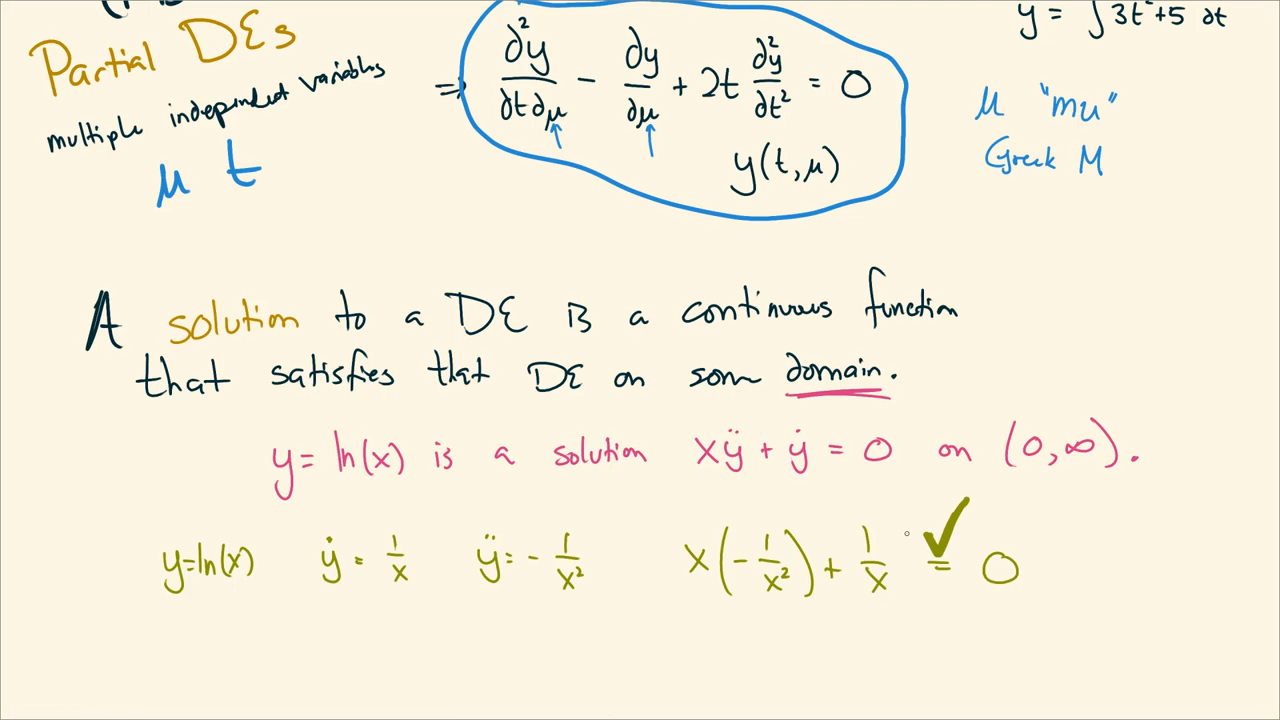 y = ∫ 3t²+5 dt
Partial DEs
multiple independent variables
μ t
⇒ ∂²y/∂t∂μ − ∂y/∂μ + 2t ∂²y/∂t² = 0
y(t, μ)
μ "mu"
Greek M
A solution to a DE is a continuous function
that satisfies that DE on som domain.
y = ln(x) is a solution xÿ + ẏ = 0 on (0, ∞).
y=ln(x) ẏ = 1/x ÿ = - 1/x² x(- 1/x²) + 1/x = ✓ 0